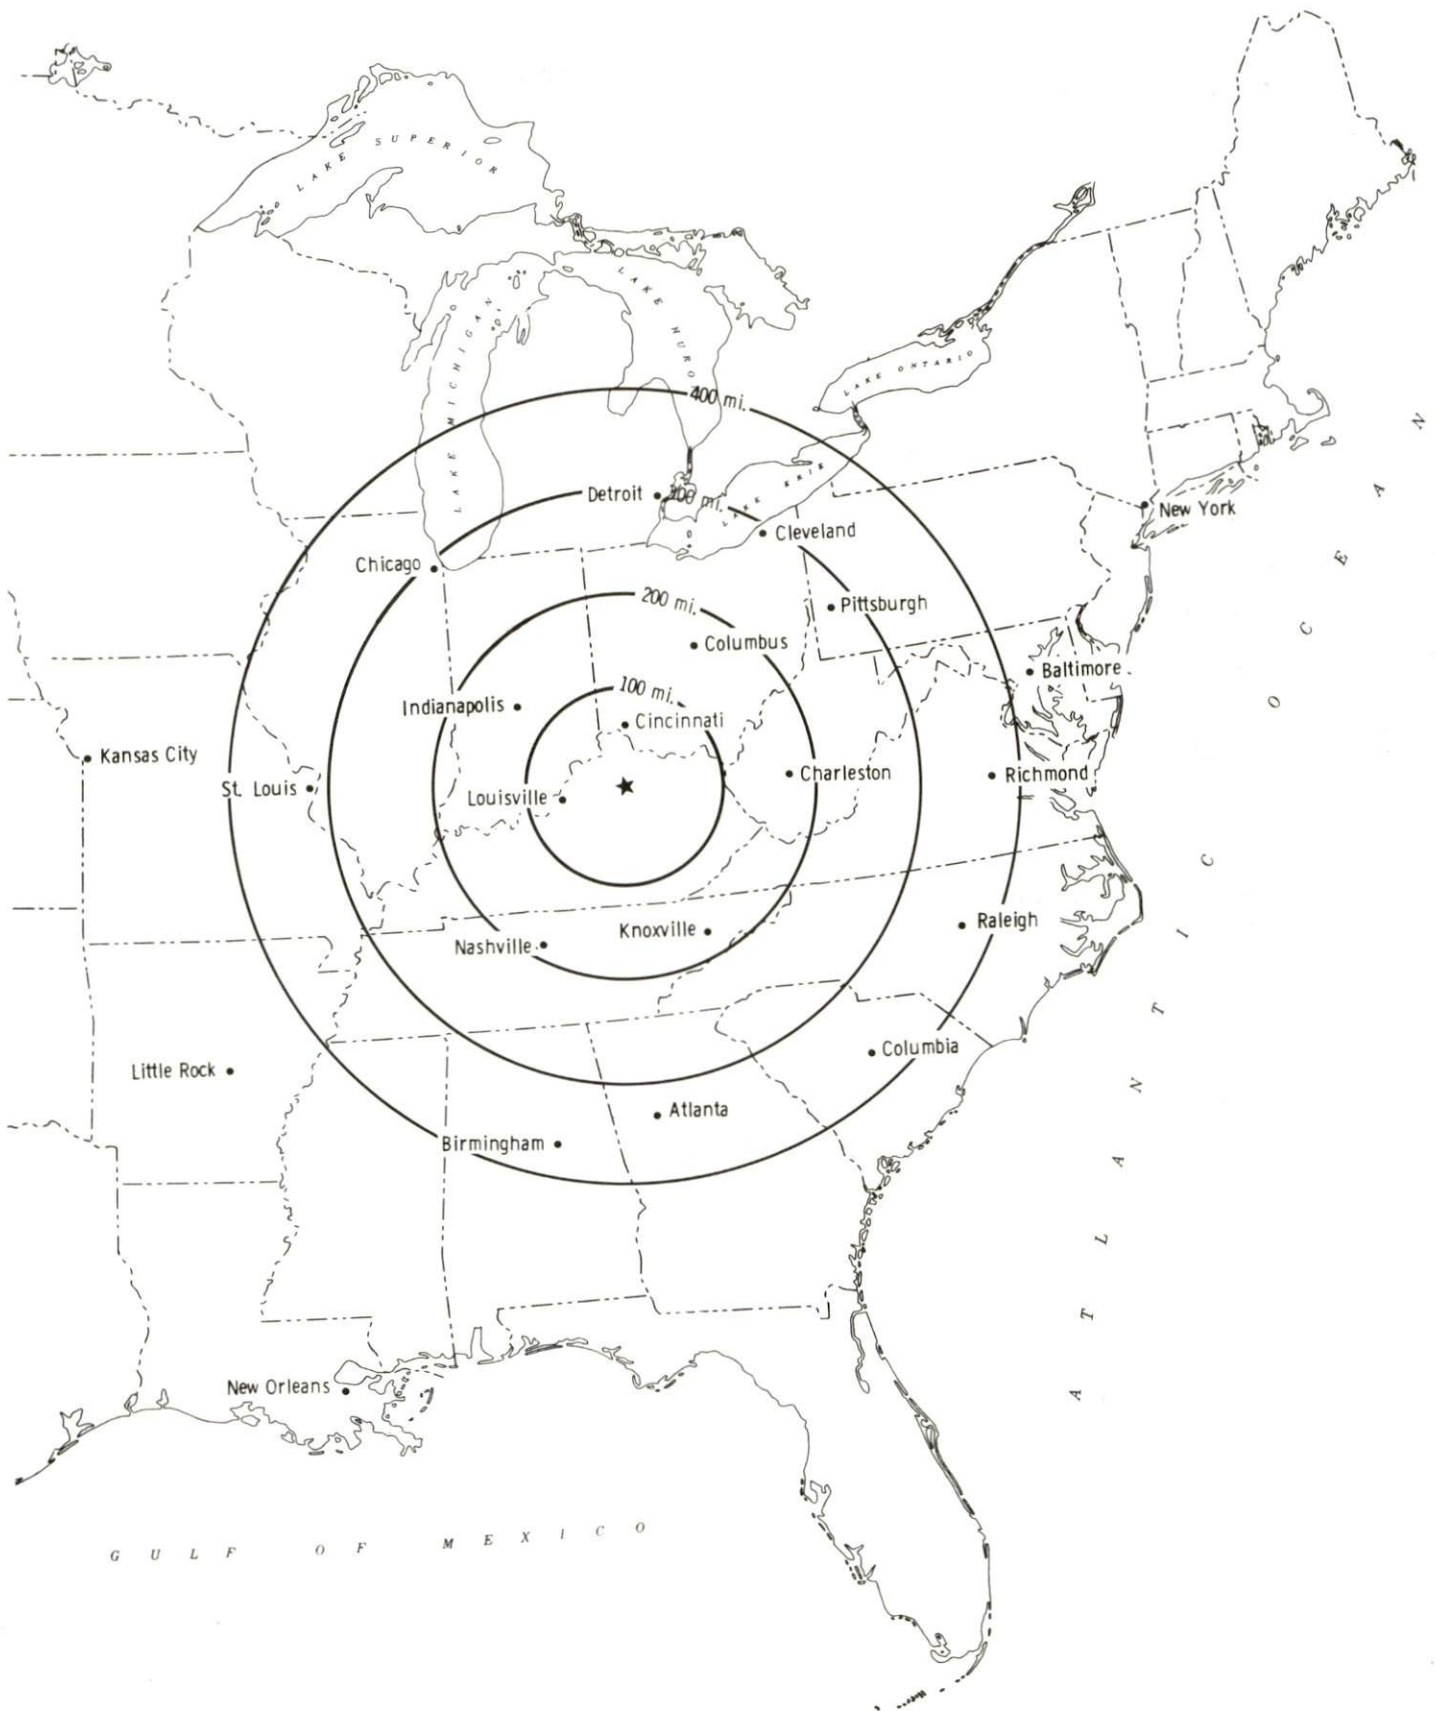 LAKE SUPERIOR
LAKE MICHIGAN
LAKE HURO
LAKE ONTARIO
400 mi.
LAKE ERIE
Detroit
300 mi.
New York
Cleveland
Chicago
200 mi.
Pittsburgh
Columbus
Baltimore
100 mi.
Indianapolis
Cincinnati
Kansas City
Charleston
Richmond
St. Louis
Louisville
Raleigh
Knoxville
Nashville
Columbia
Little Rock
Atlanta
Birmingham
New Orleans
ATLANTIC OCEAN
GULF OF MEXICO